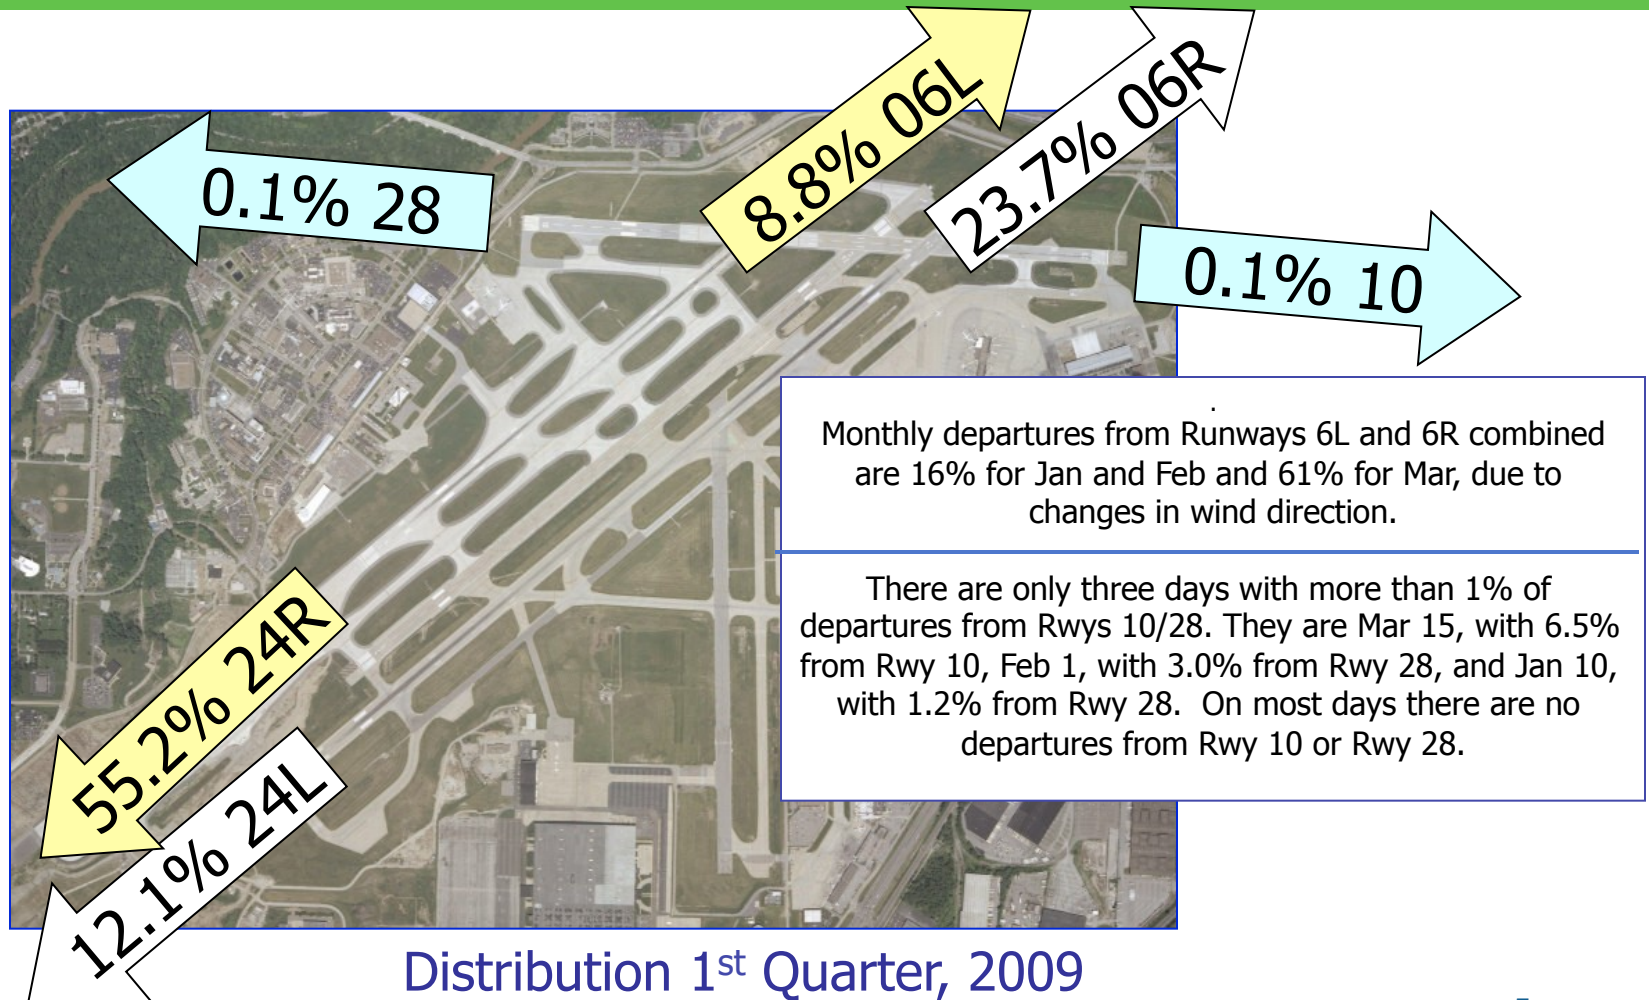 8.8% 06L
23.7% 06R
0.1% 28
0.1% 10
.
Monthly departures from Runways 6L and 6R combined
are 16% for Jan and Feb and 61% for Mar, due to
changes in wind direction.
There are only three days with more than 1% of
departures from Rwys 10/28. They are Mar 15, with 6.5%
from Rwy 10, Feb 1, with 3.0% from Rwy 28, and Jan 10,
with 1.2% from Rwy 28.  On most days there are no
departures from Rwy 10 or Rwy 28.
55.2% 24R
12.1% 24L
Distribution 1st Quarter, 2009